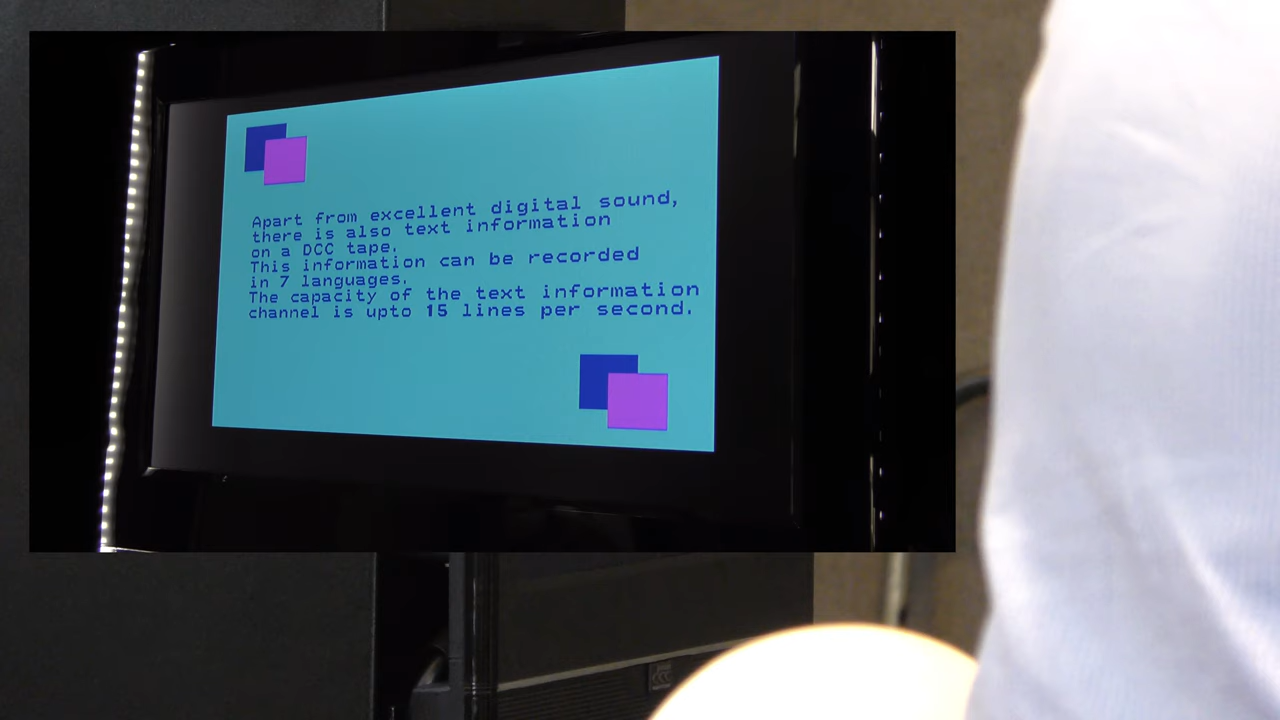 Apart from excellent digital sound,
there is also text information
on a DCC tape.
This information can be recorded
in 7 languages.
The capacity of the text information
channel is upto 15 lines per second.